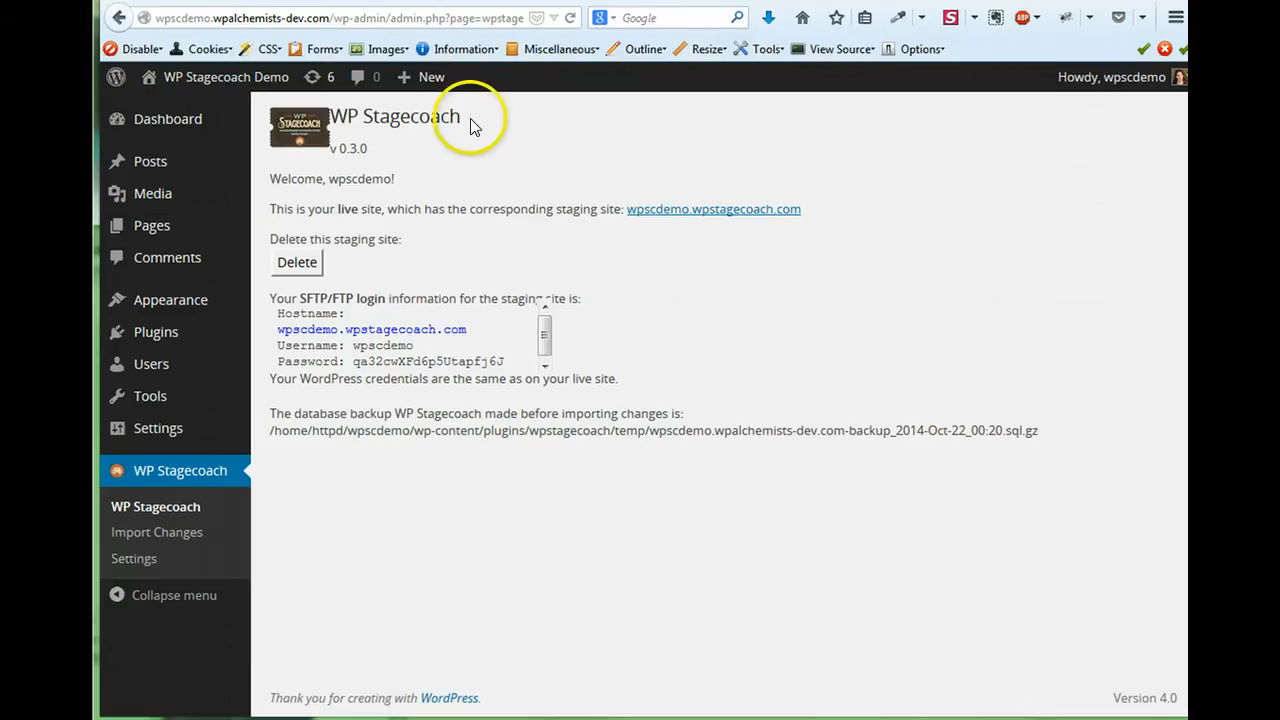 wpscdemo.wpalchemists-dev.com/wp-admin/admin.php?page=wpstage
Google
Disable Cookies CSS Forms Images Information Miscellaneous Outline Resize Tools View Source Options
WP Stagecoach Demo 6 0 New Howdy, wpscdemo
Dashboard
Posts
Media
Pages
Comments
Appearance
Plugins
Users
Tools
Settings
WP Stagecoach
WP Stagecoach
Import Changes
Settings
Collapse menu
WP
STAGECOACH
WP Stagecoach
v 0.3.0
Welcome, wpscdemo!
This is your live site, which has the corresponding staging site: wpscdemo.wpstagecoach.com
Delete this staging site:
Delete
Your SFTP/FTP login information for the staging site is:
Hostname:
wpscdemo.wpstagecoach.com
Username: wpscdemo
Password: qa32cwXFd6p5Utapfj6J
Your WordPress credentials are the same as on your live site.
The database backup WP Stagecoach made before importing changes is:
/home/httpd/wpscdemo/wp-content/plugins/wpstagecoach/temp/wpscdemo.wpalchemists-dev.com-backup_2014-Oct-22_00:20.sql.gz
Thank you for creating with WordPress.
Version 4.0